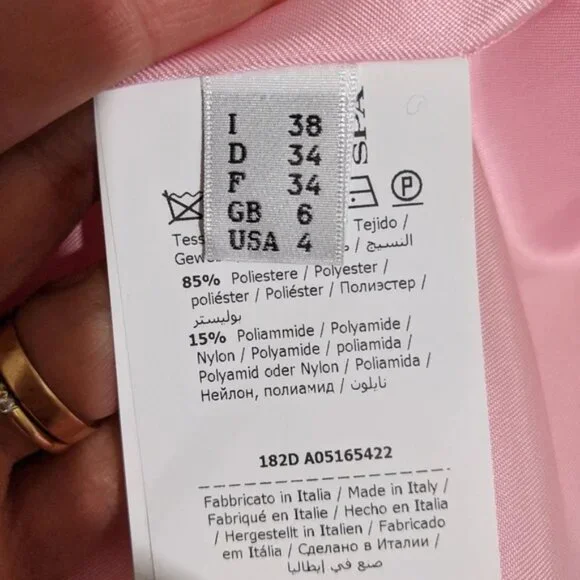 I 38
D 34
F 34
GB 6
USA 4
P
Tejido /
النسيج /
85% Poliestere / Polyester /
poliéster / Poliéster / Полиэстер /
بوليستر
15% Poliammide / Polyamide /
Nylon / Polyamide / poliamida /
Polyamid oder Nylon / Poliamida /
Нейлон, полиамид / نايلون
182D A05165422
Fabbricato in Italia / Made in Italy /
Fabriqué en Italie / Hecho en Italia
/ Hergestellt in Italien / Fabricado
em Itália / Сделано в Италии /
صنع في إيطاليا